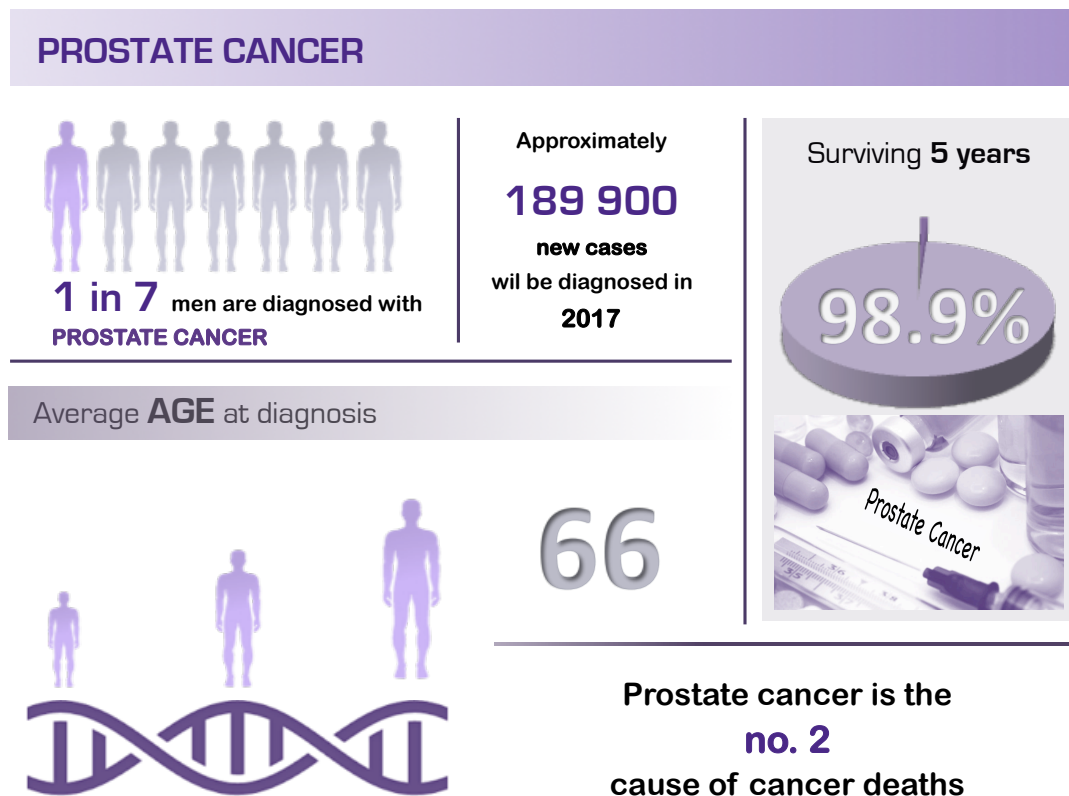 PROSTATE CANCER
1 in 7 men are diagnosed with
PROSTATE CANCER
Approximately
189 900
new cases
wil be diagnosed in
2017
Surviving 5 years
98.9%
Prostate Cancer
Average AGE at diagnosis
66
Prostate cancer is the
no. 2
cause of cancer deaths